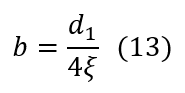 b = d₁/4ξ (13)